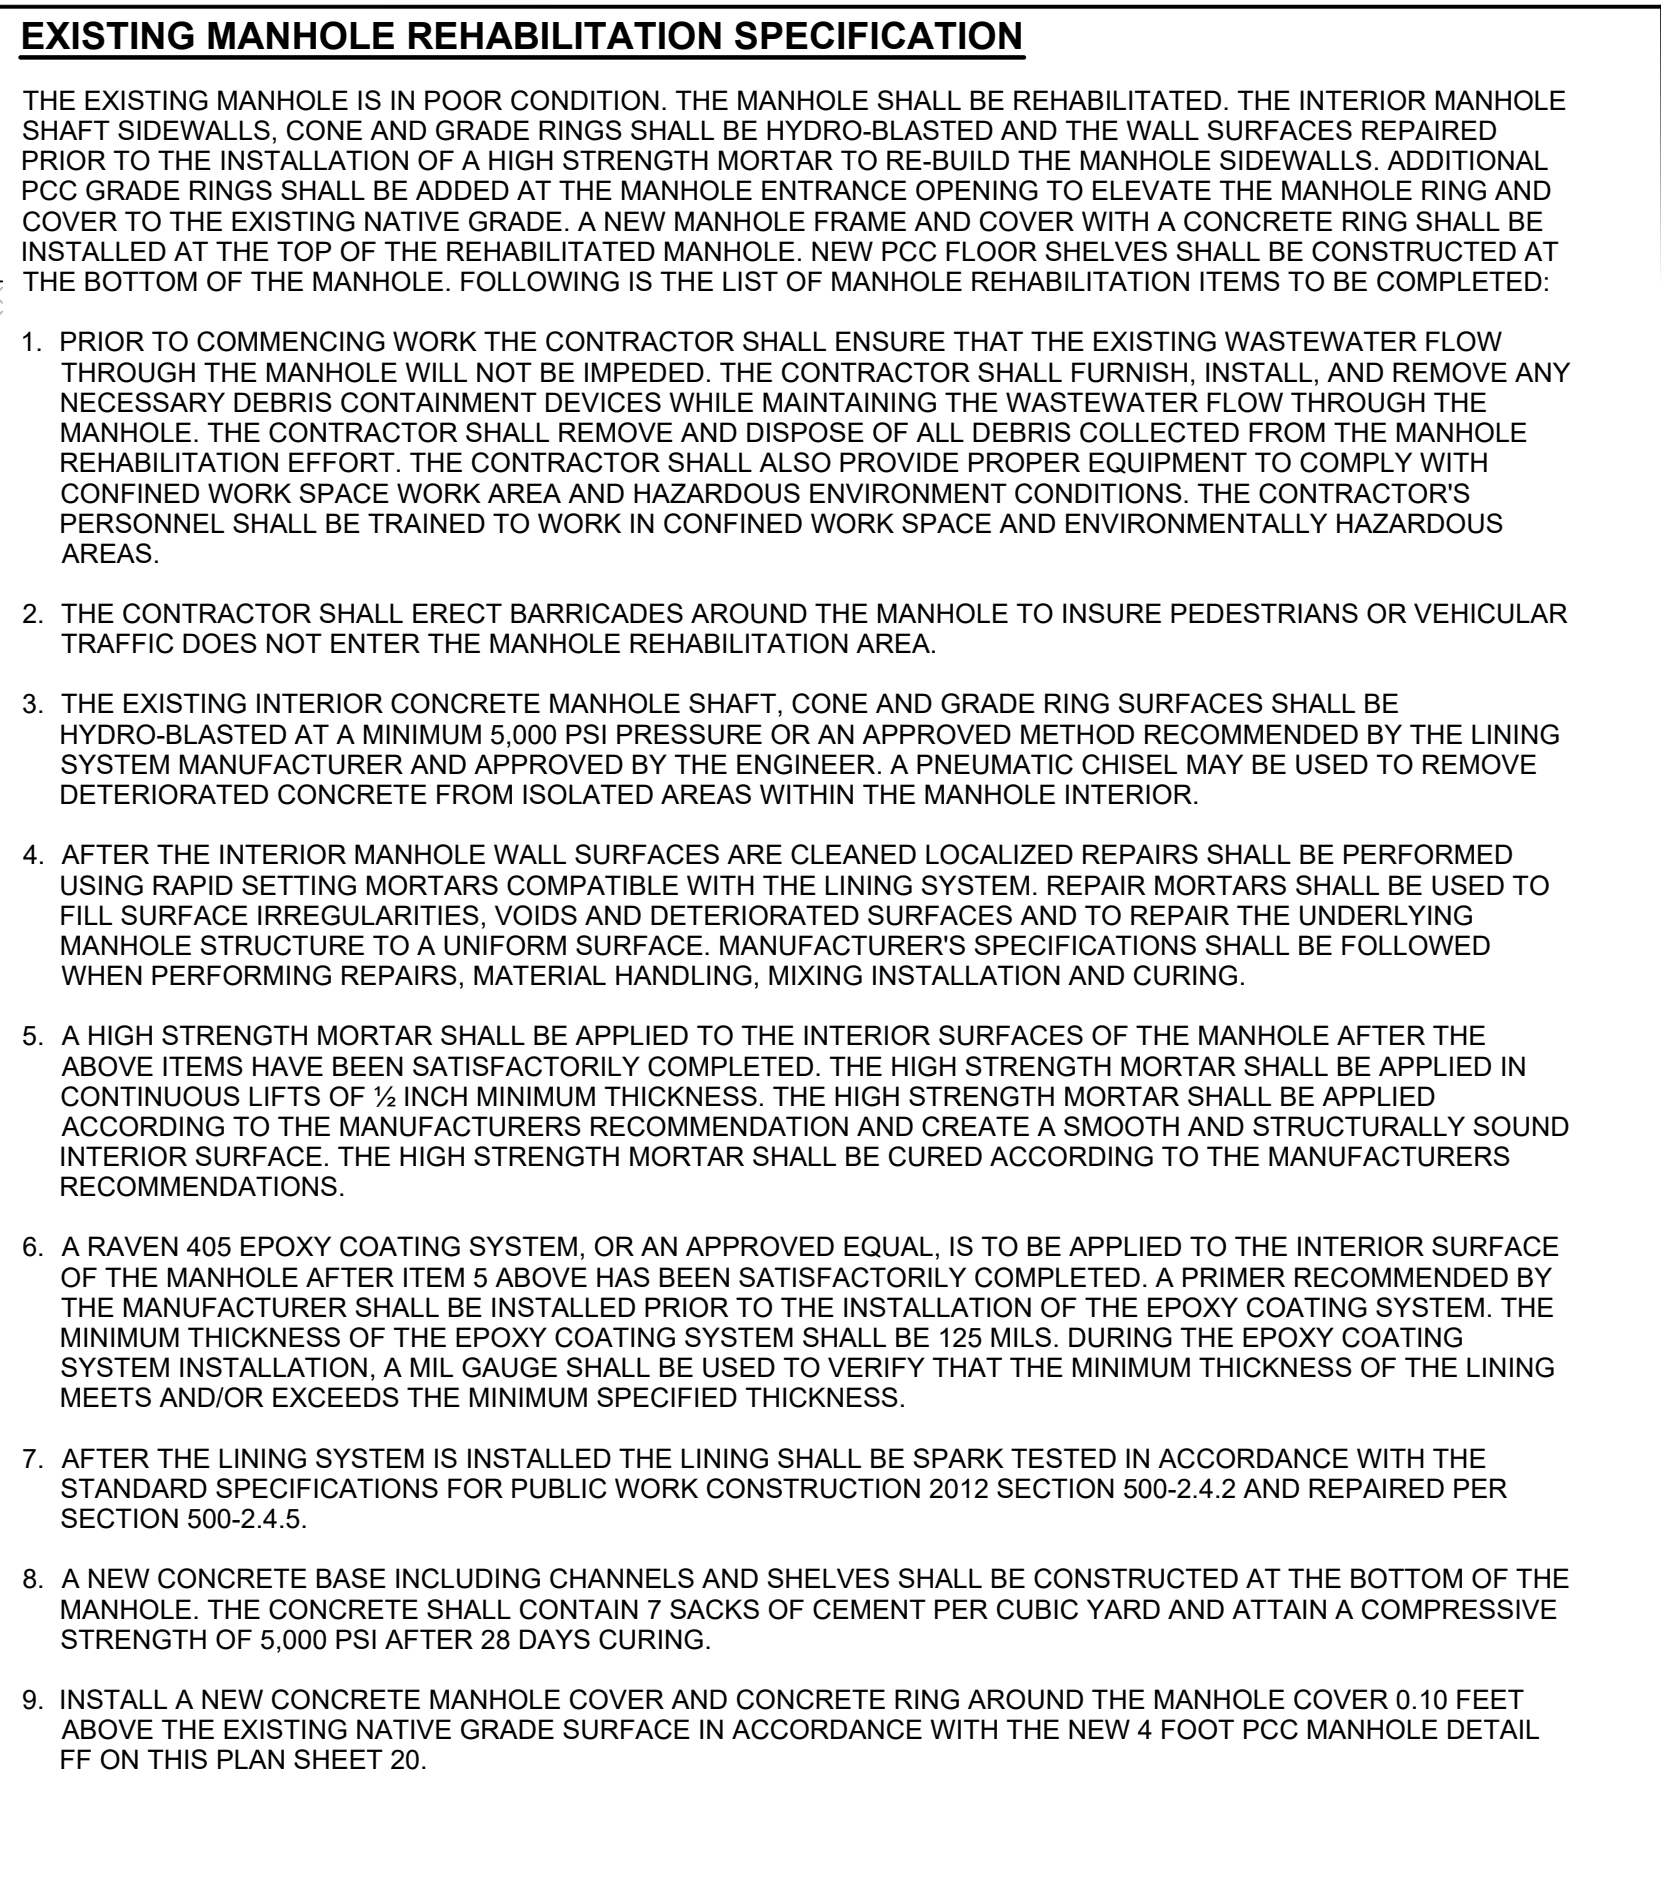 EXISTING MANHOLE REHABILITATION SPECIFICATION
THE EXISTING MANHOLE IS IN POOR CONDITION. THE MANHOLE SHALL BE REHABILITATED. THE INTERIOR MANHOLE
SHAFT SIDEWALLS, CONE AND GRADE RINGS SHALL BE HYDRO-BLASTED AND THE WALL SURFACES REPAIRED
PRIOR TO THE INSTALLATION OF A HIGH STRENGTH MORTAR TO RE-BUILD THE MANHOLE SIDEWALLS. ADDITIONAL
PCC GRADE RINGS SHALL BE ADDED AT THE MANHOLE ENTRANCE OPENING TO ELEVATE THE MANHOLE RING AND
COVER TO THE EXISTING NATIVE GRADE. A NEW MANHOLE FRAME AND COVER WITH A CONCRETE RING SHALL BE
INSTALLED AT THE TOP OF THE REHABILITATED MANHOLE. NEW PCC FLOOR SHELVES SHALL BE CONSTRUCTED AT
THE BOTTOM OF THE MANHOLE. FOLLOWING IS THE LIST OF MANHOLE REHABILITATION ITEMS TO BE COMPLETED:
1. PRIOR TO COMMENCING WORK THE CONTRACTOR SHALL ENSURE THAT THE EXISTING WASTEWATER FLOW
THROUGH THE MANHOLE WILL NOT BE IMPEDED. THE CONTRACTOR SHALL FURNISH, INSTALL, AND REMOVE ANY
NECESSARY DEBRIS CONTAINMENT DEVICES WHILE MAINTAINING THE WASTEWATER FLOW THROUGH THE
MANHOLE. THE CONTRACTOR SHALL REMOVE AND DISPOSE OF ALL DEBRIS COLLECTED FROM THE MANHOLE
REHABILITATION EFFORT. THE CONTRACTOR SHALL ALSO PROVIDE PROPER EQUIPMENT TO COMPLY WITH
CONFINED WORK SPACE WORK AREA AND HAZARDOUS ENVIRONMENT CONDITIONS. THE CONTRACTOR'S
PERSONNEL SHALL BE TRAINED TO WORK IN CONFINED WORK SPACE AND ENVIRONMENTALLY HAZARDOUS
AREAS.
2. THE CONTRACTOR SHALL ERECT BARRICADES AROUND THE MANHOLE TO INSURE PEDESTRIANS OR VEHICULAR
TRAFFIC DOES NOT ENTER THE MANHOLE REHABILITATION AREA.
3. THE EXISTING INTERIOR CONCRETE MANHOLE SHAFT, CONE AND GRADE RING SURFACES SHALL BE
HYDRO-BLASTED AT A MINIMUM 5,000 PSI PRESSURE OR AN APPROVED METHOD RECOMMENDED BY THE LINING
SYSTEM MANUFACTURER AND APPROVED BY THE ENGINEER. A PNEUMATIC CHISEL MAY BE USED TO REMOVE
DETERIORATED CONCRETE FROM ISOLATED AREAS WITHIN THE MANHOLE INTERIOR.
4. AFTER THE INTERIOR MANHOLE WALL SURFACES ARE CLEANED LOCALIZED REPAIRS SHALL BE PERFORMED
USING RAPID SETTING MORTARS COMPATIBLE WITH THE LINING SYSTEM. REPAIR MORTARS SHALL BE USED TO
FILL SURFACE IRREGULARITIES, VOIDS AND DETERIORATED SURFACES AND TO REPAIR THE UNDERLYING
MANHOLE STRUCTURE TO A UNIFORM SURFACE. MANUFACTURER'S SPECIFICATIONS SHALL BE FOLLOWED
WHEN PERFORMING REPAIRS, MATERIAL HANDLING, MIXING INSTALLATION AND CURING.
5. A HIGH STRENGTH MORTAR SHALL BE APPLIED TO THE INTERIOR SURFACES OF THE MANHOLE AFTER THE
ABOVE ITEMS HAVE BEEN SATISFACTORILY COMPLETED. THE HIGH STRENGTH MORTAR SHALL BE APPLIED IN
CONTINUOUS LIFTS OF ½ INCH MINIMUM THICKNESS. THE HIGH STRENGTH MORTAR SHALL BE APPLIED
ACCORDING TO THE MANUFACTURERS RECOMMENDATION AND CREATE A SMOOTH AND STRUCTURALLY SOUND
INTERIOR SURFACE. THE HIGH STRENGTH MORTAR SHALL BE CURED ACCORDING TO THE MANUFACTURERS
RECOMMENDATIONS.
6. A RAVEN 405 EPOXY COATING SYSTEM, OR AN APPROVED EQUAL, IS TO BE APPLIED TO THE INTERIOR SURFACE
OF THE MANHOLE AFTER ITEM 5 ABOVE HAS BEEN SATISFACTORILY COMPLETED. A PRIMER RECOMMENDED BY
THE MANUFACTURER SHALL BE INSTALLED PRIOR TO THE INSTALLATION OF THE EPOXY COATING SYSTEM. THE
MINIMUM THICKNESS OF THE EPOXY COATING SYSTEM SHALL BE 125 MILS. DURING THE EPOXY COATING
SYSTEM INSTALLATION, A MIL GAUGE SHALL BE USED TO VERIFY THAT THE MINIMUM THICKNESS OF THE LINING
MEETS AND/OR EXCEEDS THE MINIMUM SPECIFIED THICKNESS.
7. AFTER THE LINING SYSTEM IS INSTALLED THE LINING SHALL BE SPARK TESTED IN ACCORDANCE WITH THE
STANDARD SPECIFICATIONS FOR PUBLIC WORK CONSTRUCTION 2012 SECTION 500-2.4.2 AND REPAIRED PER
SECTION 500-2.4.5.
8. A NEW CONCRETE BASE INCLUDING CHANNELS AND SHELVES SHALL BE CONSTRUCTED AT THE BOTTOM OF THE
MANHOLE. THE CONCRETE SHALL CONTAIN 7 SACKS OF CEMENT PER CUBIC YARD AND ATTAIN A COMPRESSIVE
STRENGTH OF 5,000 PSI AFTER 28 DAYS CURING.
9. INSTALL A NEW CONCRETE MANHOLE COVER AND CONCRETE RING AROUND THE MANHOLE COVER 0.10 FEET
ABOVE THE EXISTING NATIVE GRADE SURFACE IN ACCORDANCE WITH THE NEW 4 FOOT PCC MANHOLE DETAIL
FF ON THIS PLAN SHEET 20.